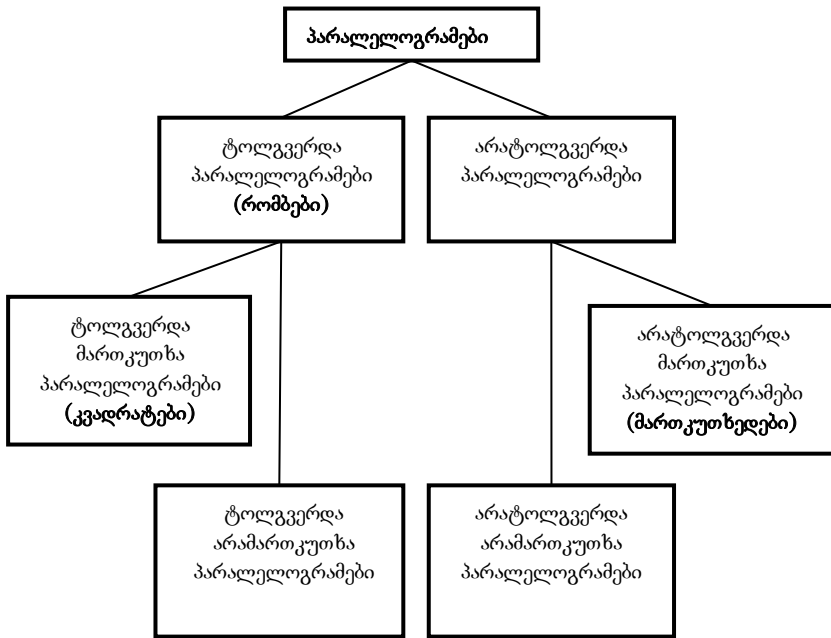 პარალელოგრამები
ტოლგვერდა
პარალელოგრამები
(რომბები)
არატოლგვერდა
პარალელოგრამები
ტოლგვერდა
მართკუთხა
პარალელოგრამები
(კვადრატები)
არატოლგვერდა
მართკუთხა
პარალელოგრამები
(მართკუთხედები)
ტოლგვერდა
არამართკუთხა
პარალელოგრამები
არატოლგვერდა
არამართკუთხა
პარალელოგრამები